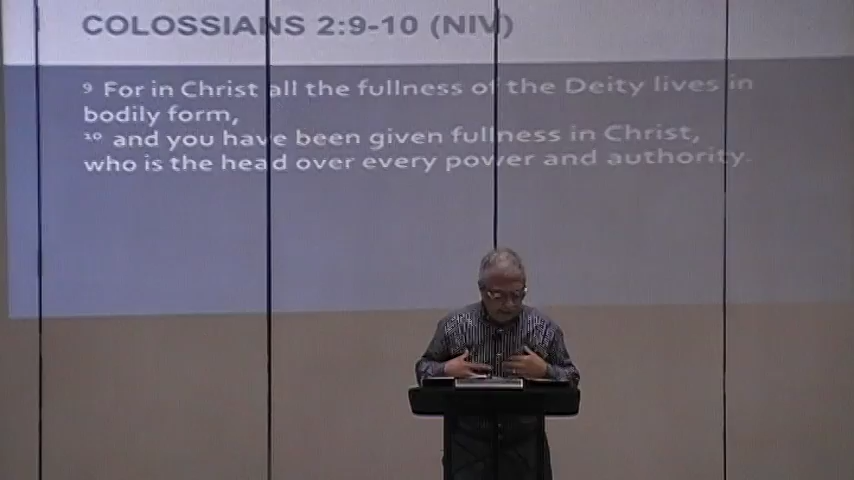 COLOSSIANS 2:9-10 (NIV)
⁹ For in Christ all the fullness of the Deity lives in
bodily form,
¹⁰ and you have been given fullness in Christ,
who is the head over every power and authority.